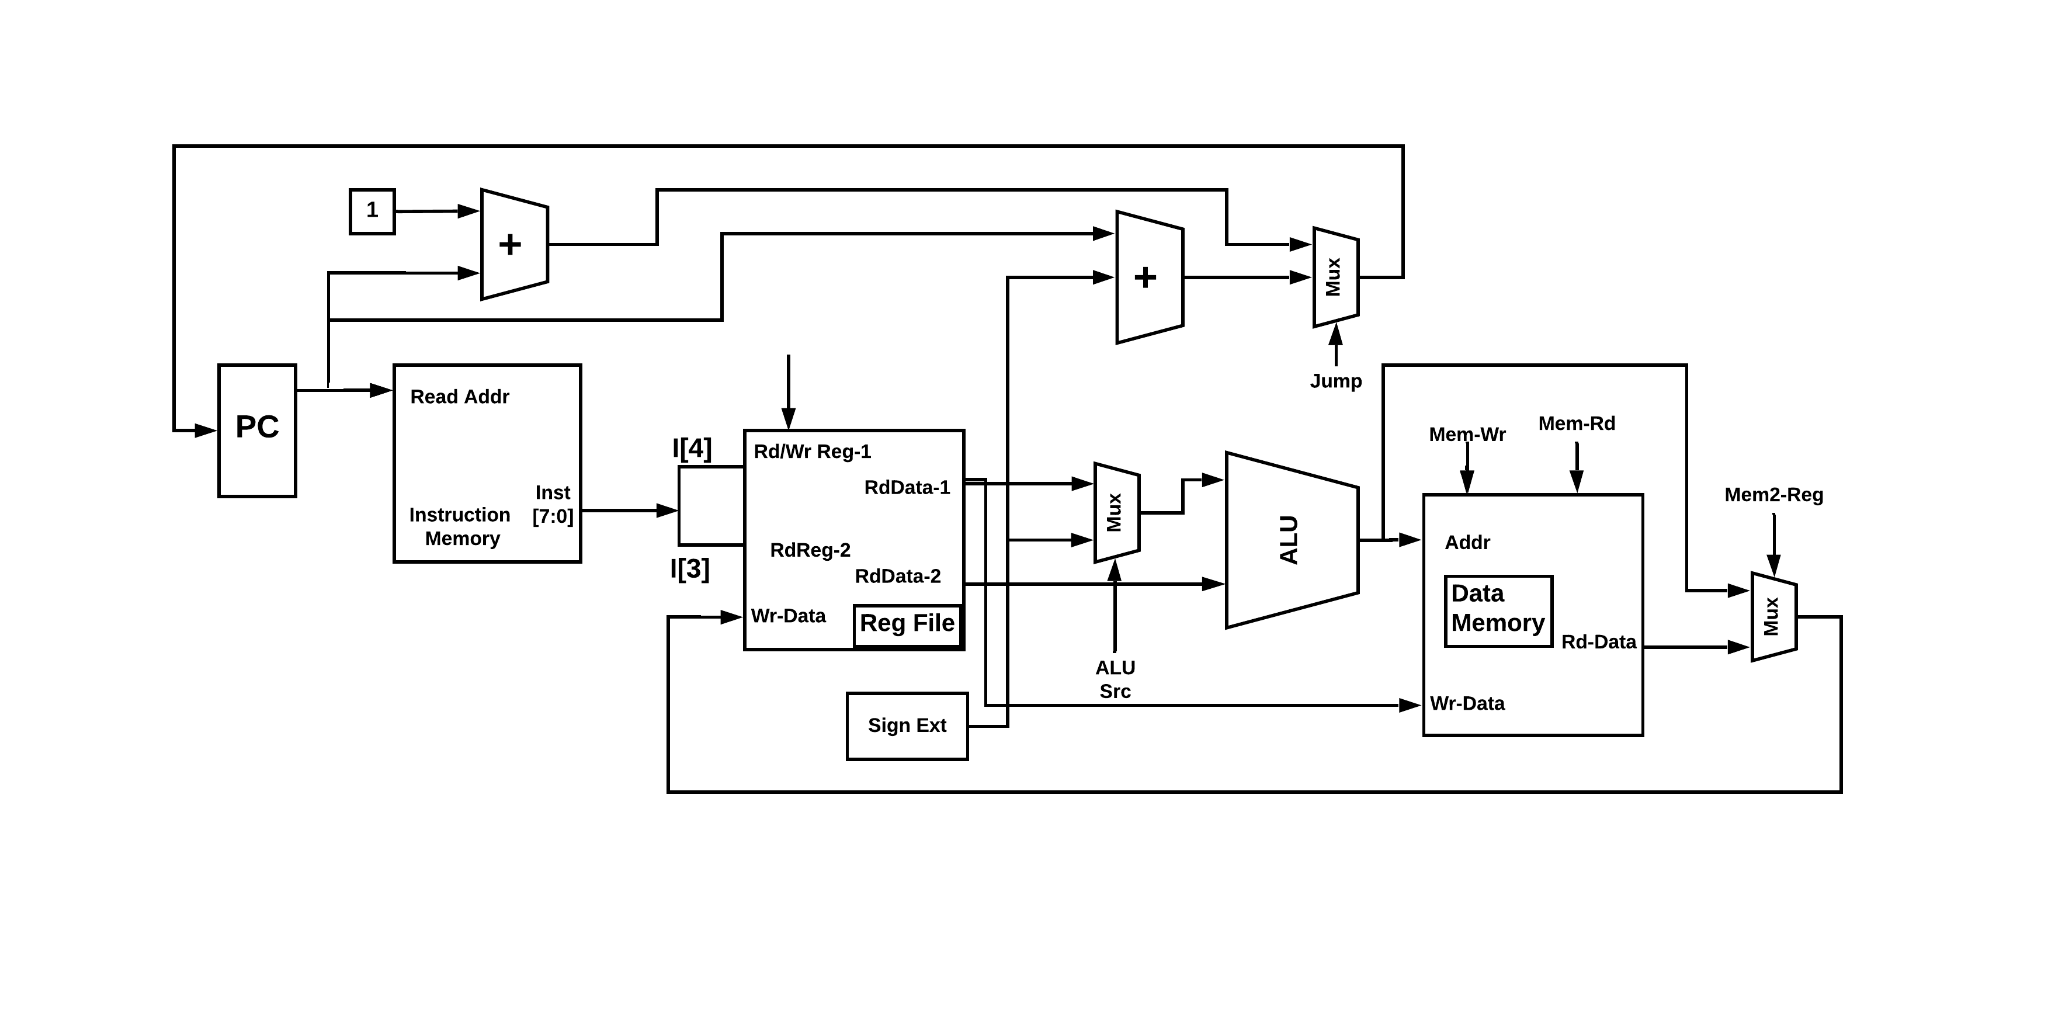 1
+
+
Mux
Jump
PC
Read Addr
Instruction
Memory
Inst
[7:0]
I[4]
I[3]
Rd/Wr Reg-1
RdData-1
RdReg-2
RdData-2
Wr-Data
Reg File
Sign Ext
Mux
ALU
Src
ALU
Mem-Wr
Mem-Rd
Addr
Data
Memory
Rd-Data
Wr-Data
Mem2-Reg
Mux